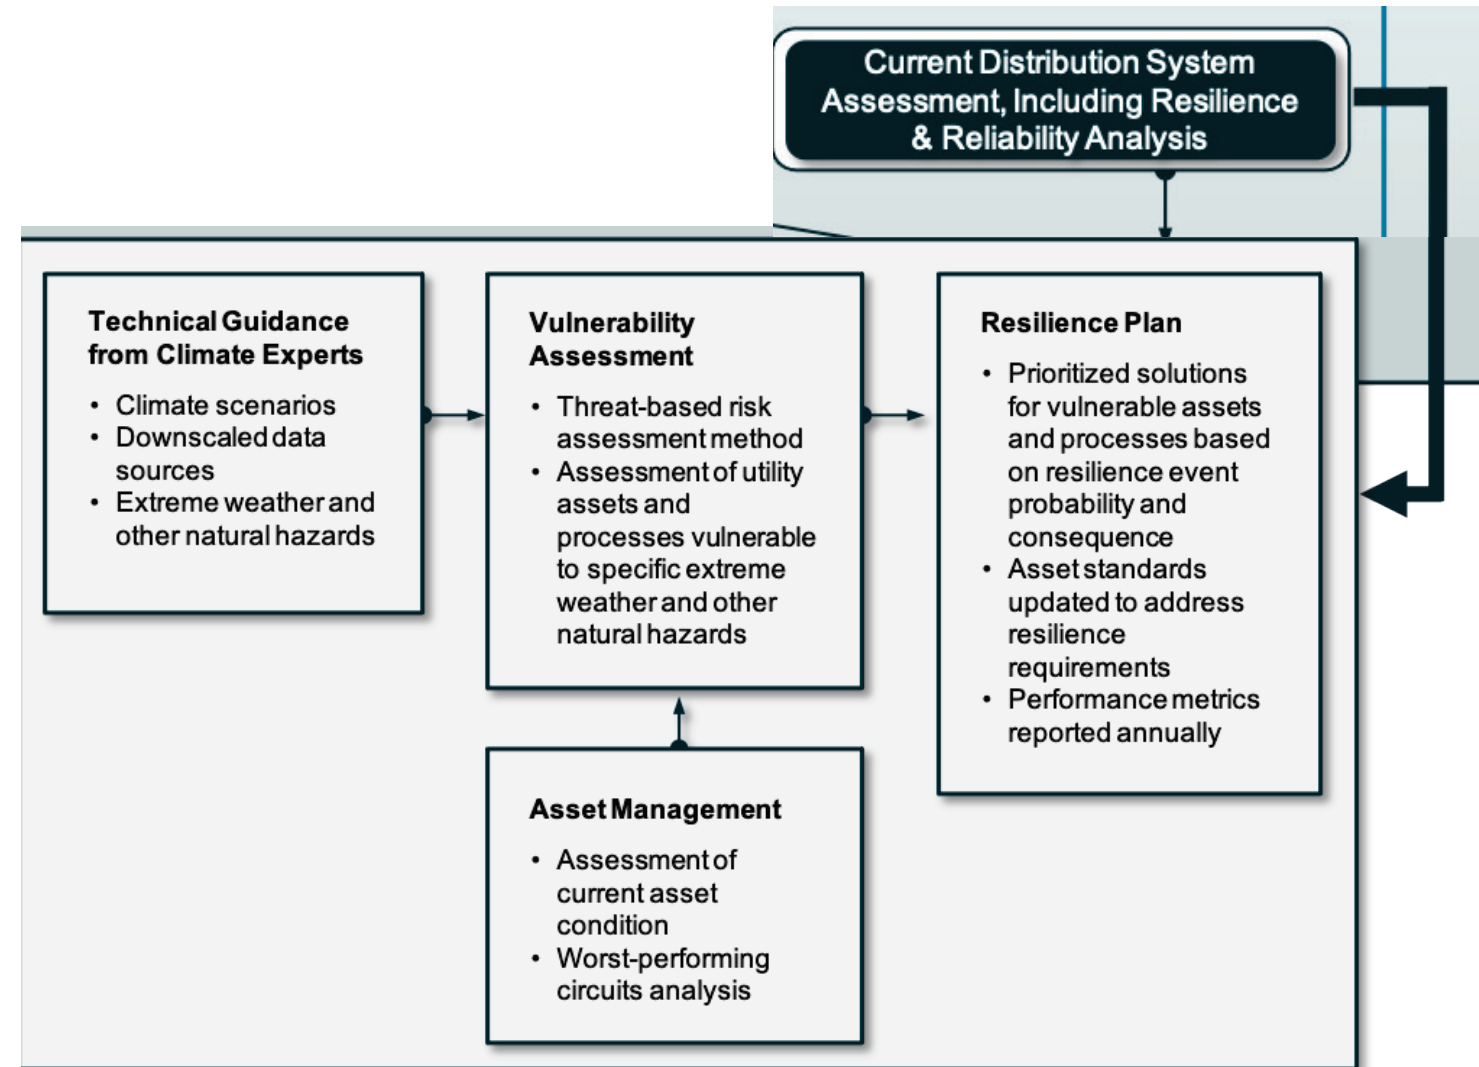 Current Distribution System
Assessment, Including Resilience
& Reliability Analysis
Technical Guidance
from Climate Experts
• Climate scenarios
• Downscaled data
sources
• Extreme weather and
other natural hazards
Vulnerability
Assessment
• Threat-based risk
assessment method
• Assessment of utility
assets and
processes vulnerable
to specific extreme
weather and other
natural hazards
Resilience Plan
• Prioritized solutions
for vulnerable assets
and processes based
on resilience event
probability and
consequence
• Asset standards
updated to address
resilience
requirements
• Performance metrics
reported annually
Asset Management
• Assessment of
current asset
condition
• Worst-performing
circuits analysis